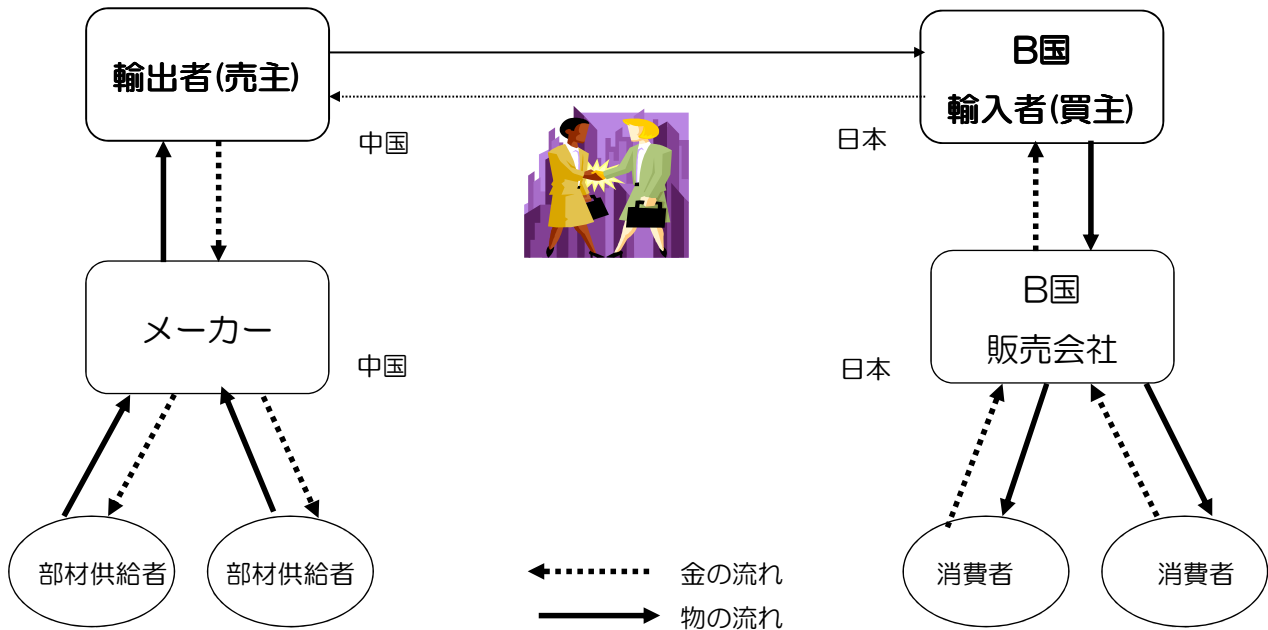 輸出者(売主)
B国
輸入者(買主)
中国
日本
メーカー
B国
販売会社
中国
日本
部材供給者
部材供給者
消費者
消費者
金の流れ
物の流れ